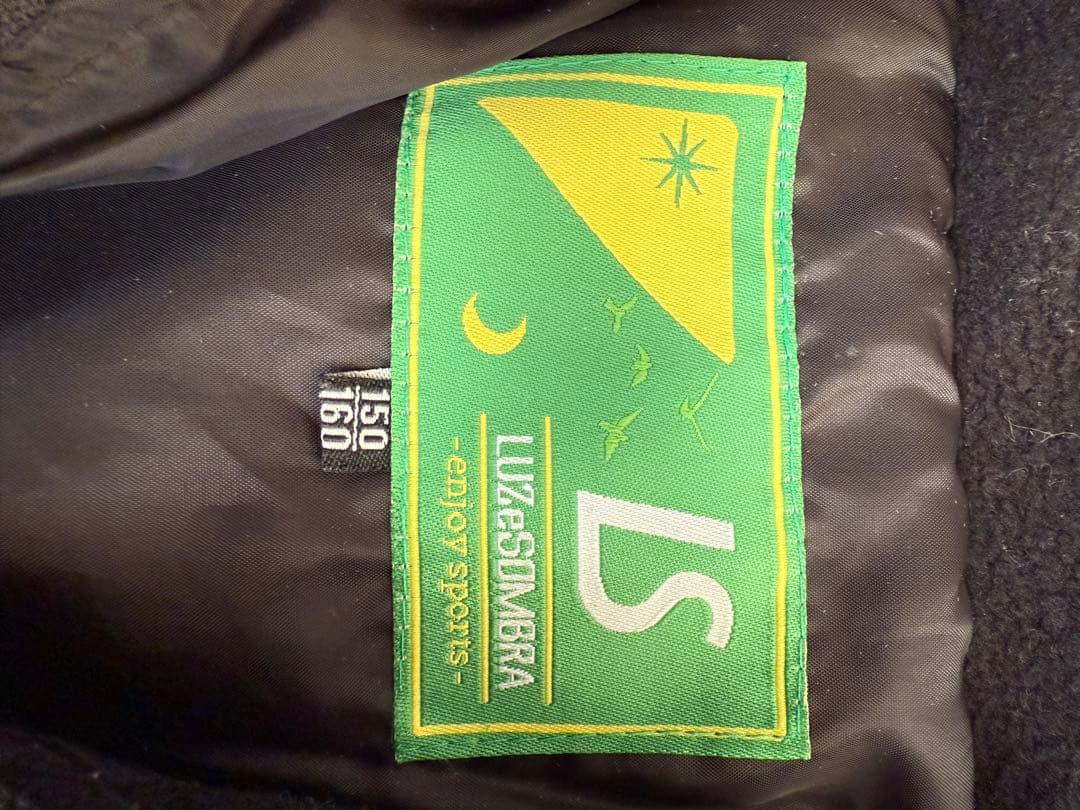 LS
LUZeSOMBRA
-enjoy sports-
150
160